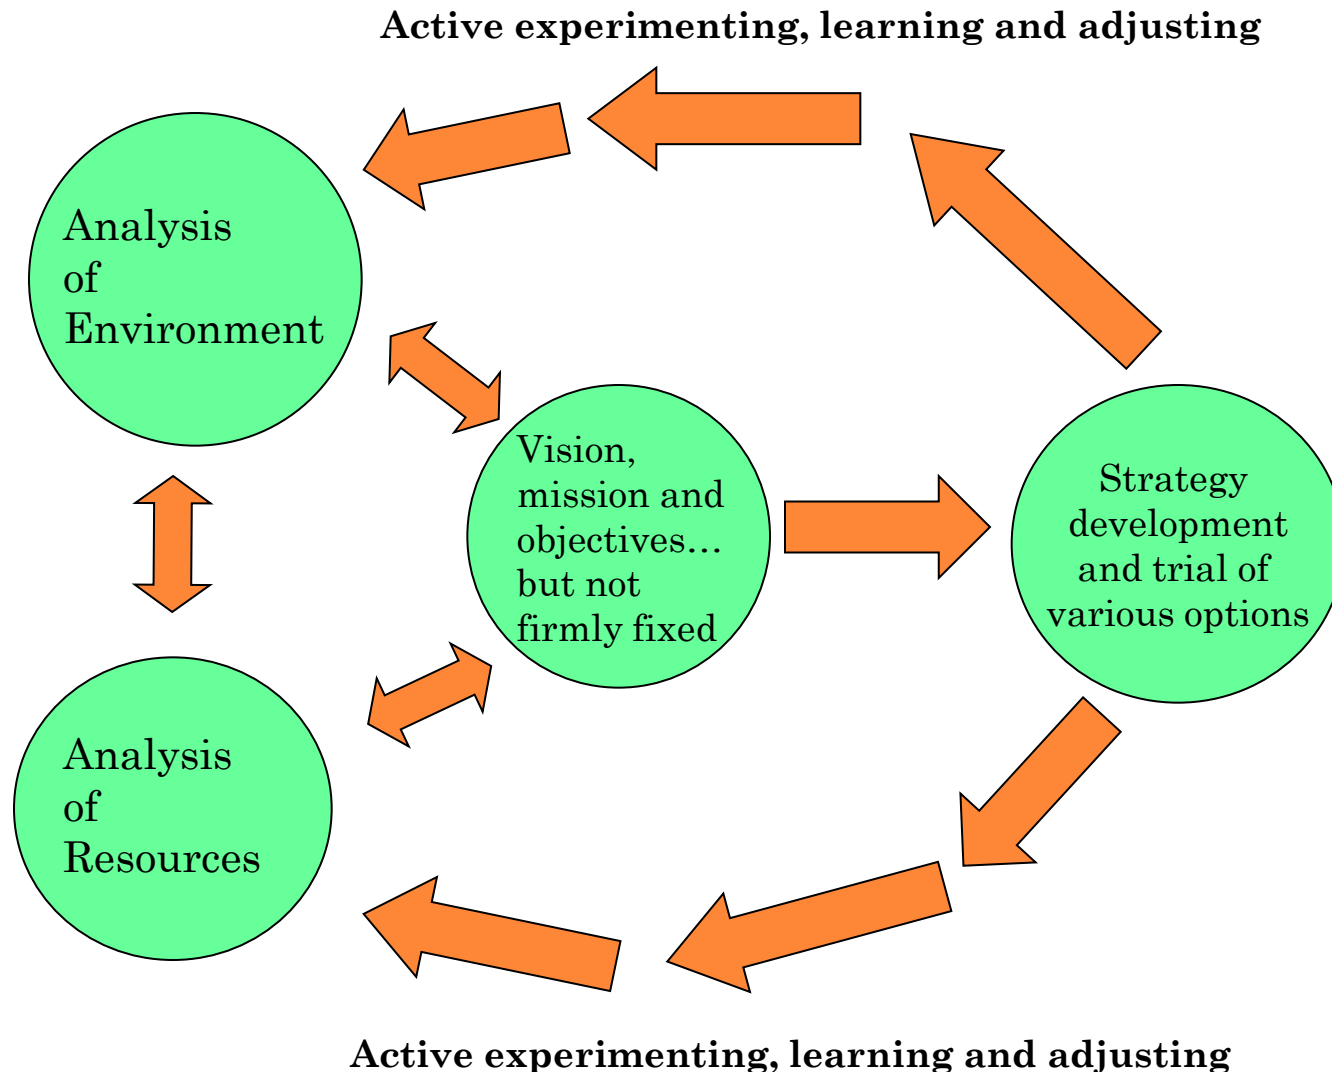 Active experimenting, learning and adjusting
Analysis
of
Environment
Vision,
mission and
objectives…
but not
firmly fixed
Strategy
development
and trial of
various options
Analysis
of
Resources
Active experimenting, learning and adjusting